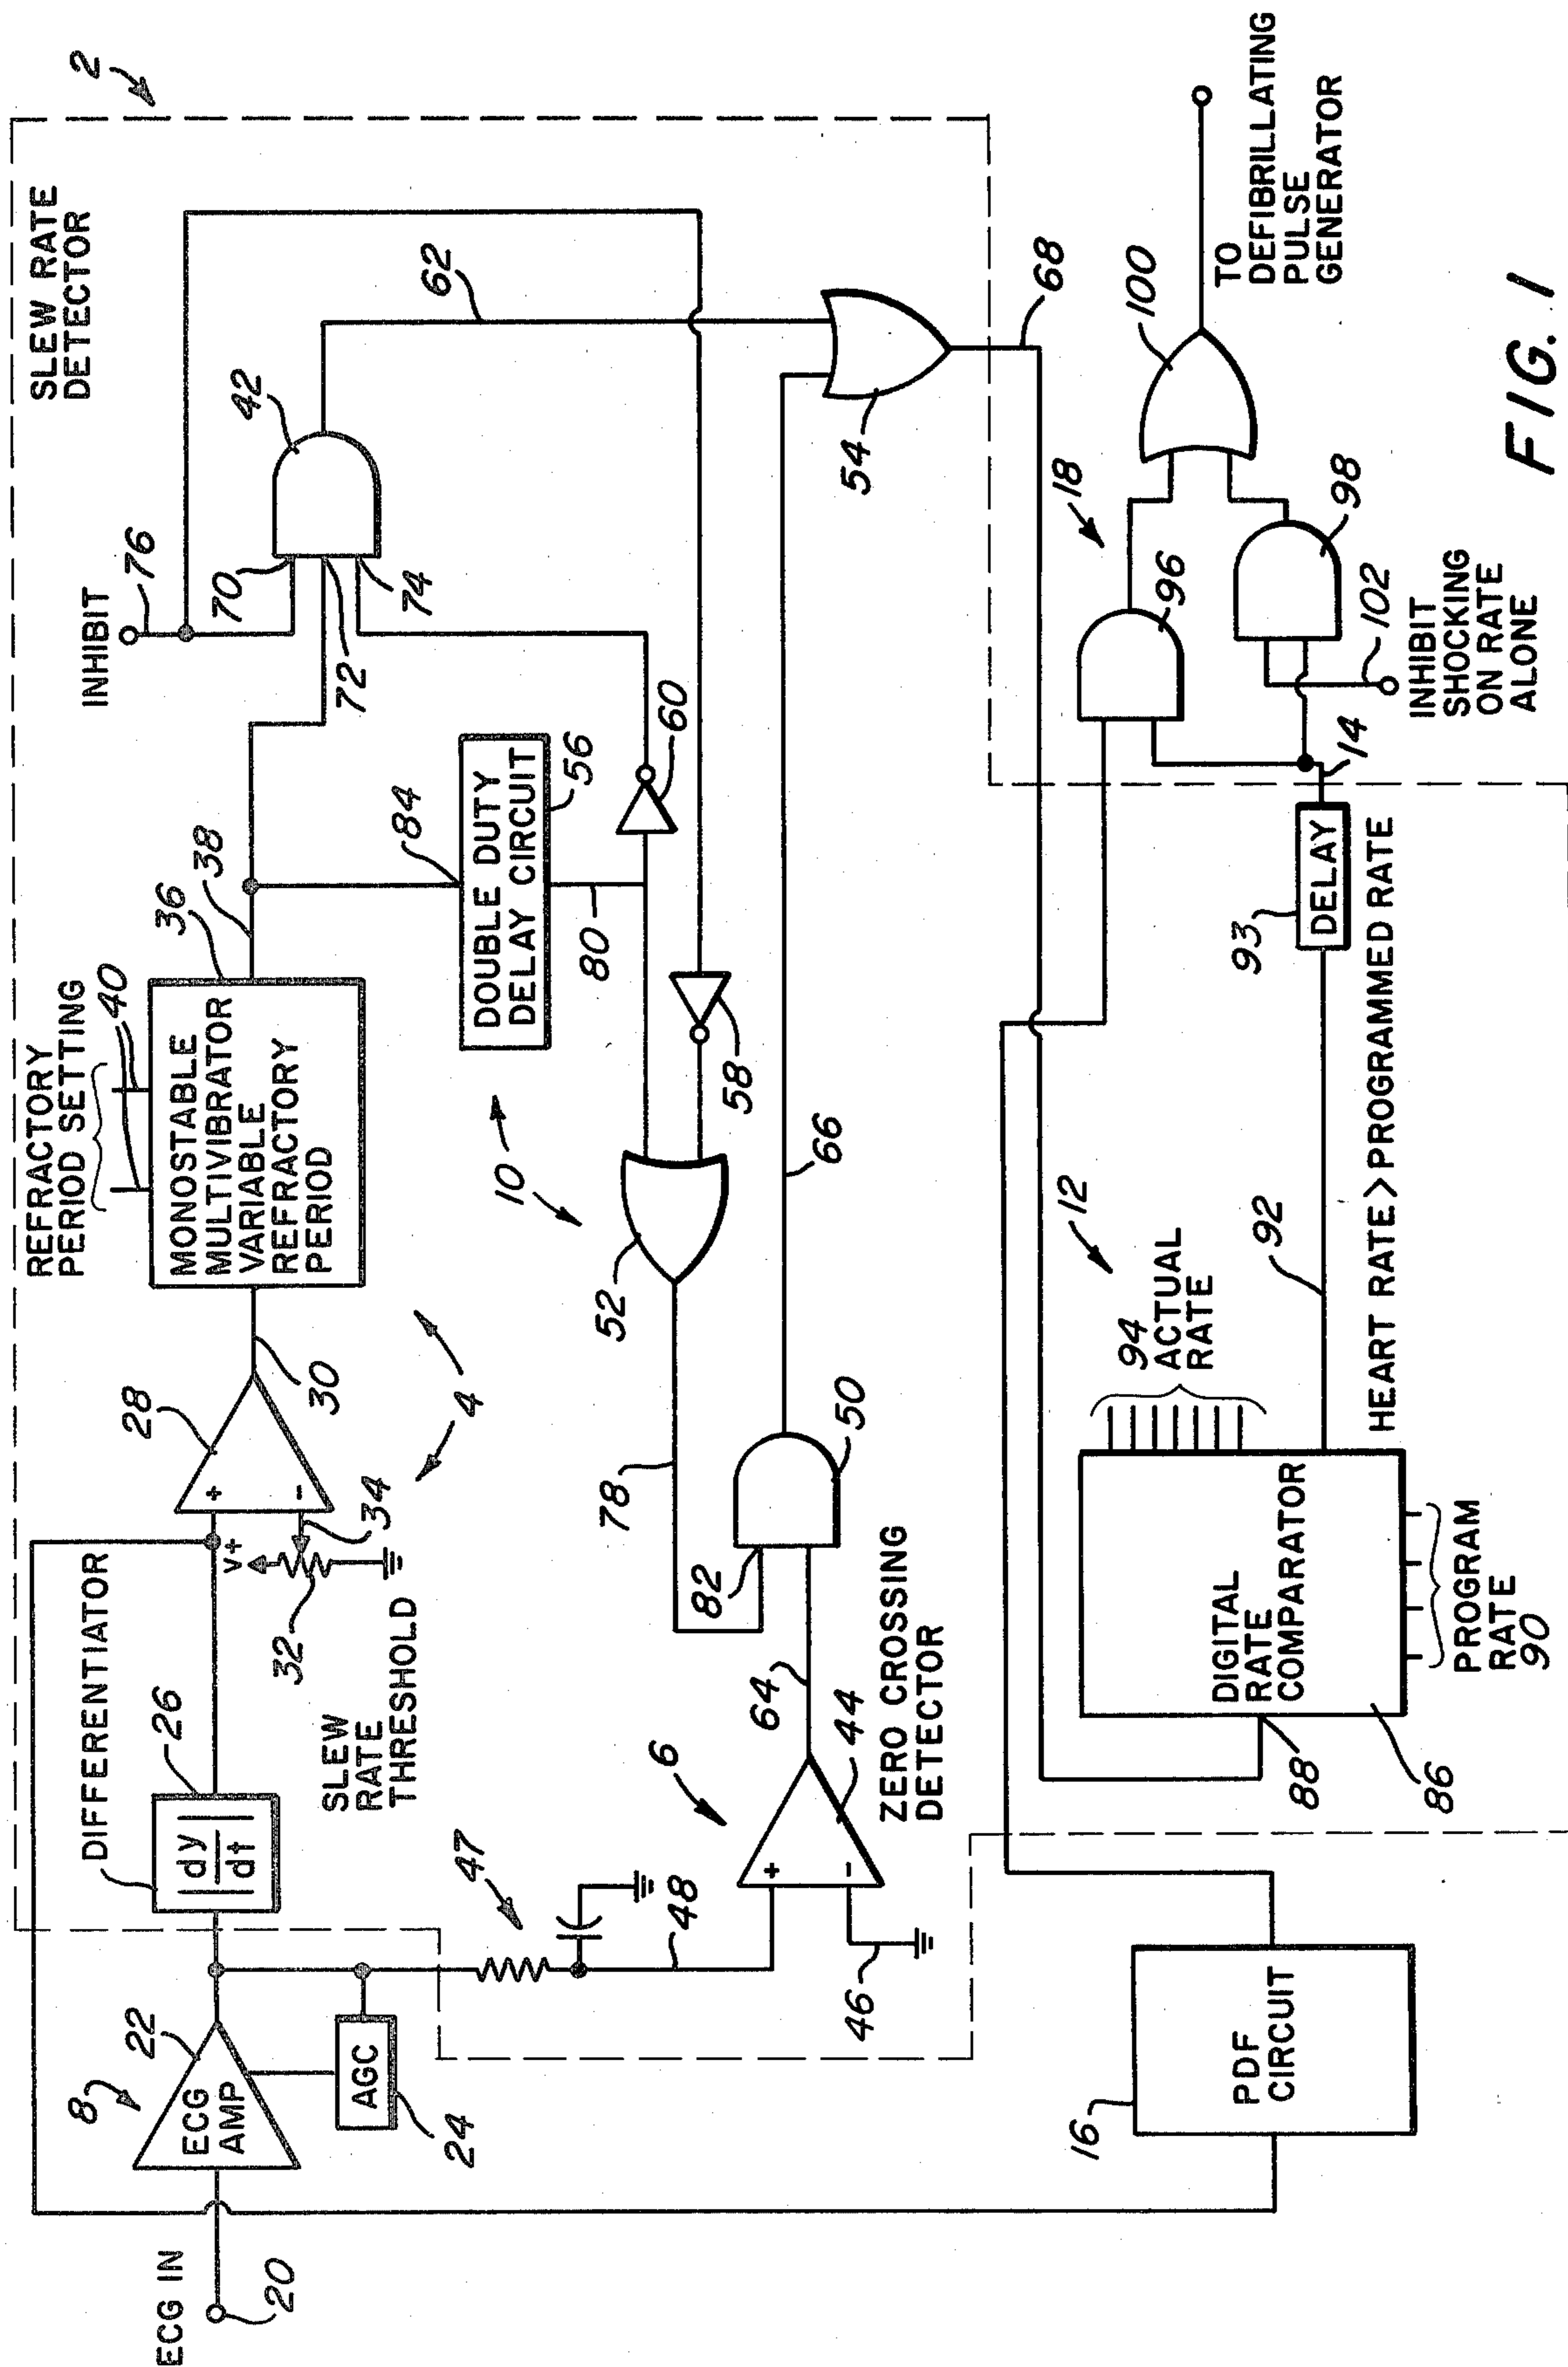 2
SLEW RATE
DETECTOR
INHIBIT
76
70
72
74
42
62
REFRACTORY
PERIOD SETTING
40
36
38
MONOSTABLE
MULTIVIBRATOR
VARIABLE
REFRACTORY
PERIOD
28
+
-
30
4
V+
34
32
SLEW
RATE
THRESHOLD
DIFFERENTIATOR
26
|dy/dt|
8
22
ECG
AMP
AGC
24
ECG IN
20
84
DOUBLE DUTY
DELAY CIRCUIT
56
80
60
58
10
52
78
66
54
68
47
48
46
6
+
-
44
64
ZERO CROSSING
DETECTOR
82
50
16
PDF
CIRCUIT
12
94
ACTUAL
RATE
DIGITAL
RATE
COMPARATOR
88
86
PROGRAM
RATE
90
92
HEART RATE > PROGRAMMED RATE
93
DELAY
14
18
96
98
100
102
INHIBIT
SHOCKING
ON RATE
ALONE
TO
DEFIBRILLATING
PULSE
GENERATOR
FIG. 1